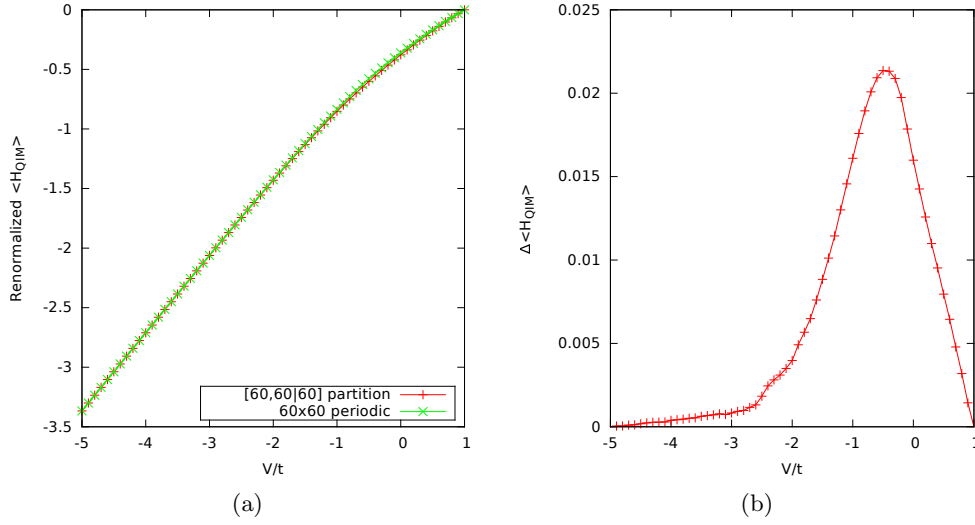 0
-0.5
-1
-1.5
-2
-2.5
-3
-3.5
Renormalized <H_QIM>
[60,60|60] partition
60x60 periodic
-5 -4 -3 -2 -1 0 1
V/t
(a)
0.025
0.02
0.015
0.01
0.005
0
Δ<H_QIM>
-5 -4 -3 -2 -1 0 1
V/t
(b)